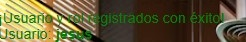 ¡Usuario y rol registrados con éxito!
Usuario: jesus